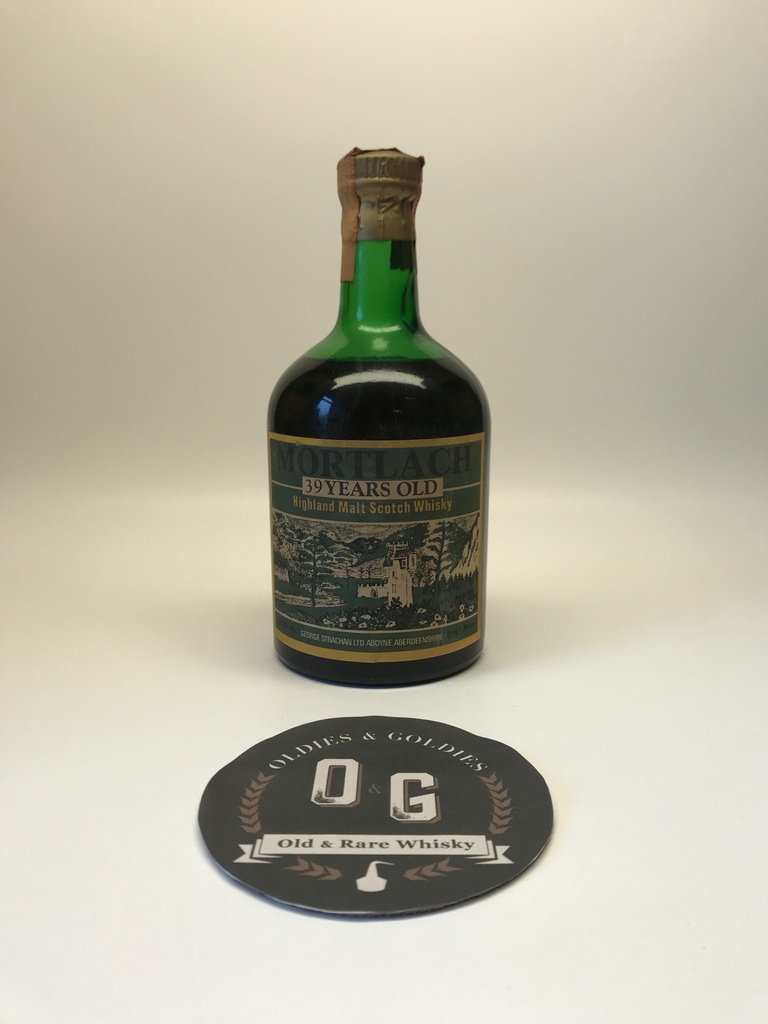 MORTLACH
39 YEARS OLD
Highland Malt Scotch Whisky
GEORGE STRACHAN LTD ABOYNE, ABERDEENSHIRE
OLDIES & GOLDIES
O & G
Old & Rare Whisky